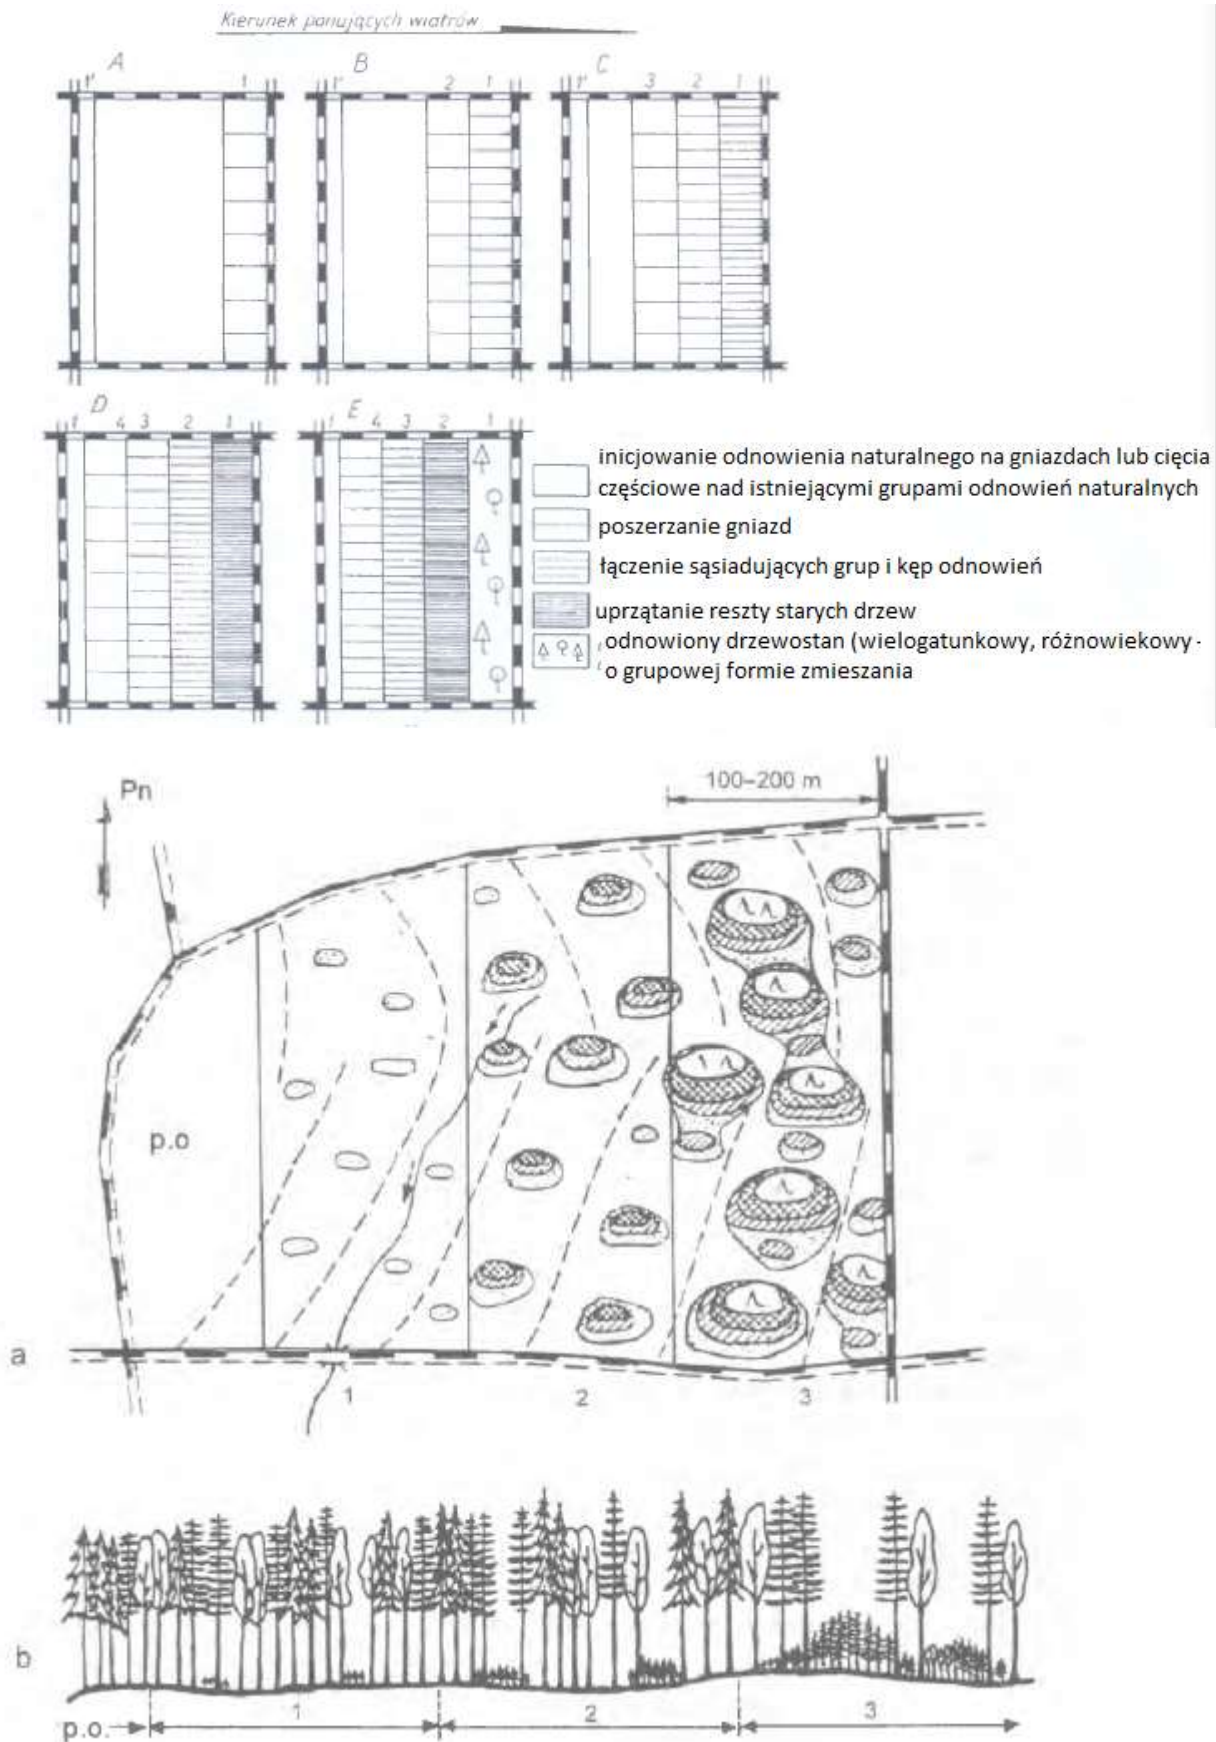 Kierunek panujących wiatrów
A B C
1' 1 1' 2 1 1' 3 2 1
D E
1 4 3 2 1 1 4 3 2 1
inicjowanie odnowienia naturalnego na gniazdach lub cięcia
częściowe nad istniejącymi grupami odnowień naturalnych
poszerzanie gniazd
łączenie sąsiadujących grup i kęp odnowień
uprzątanie reszty starych drzew
odnowiony drzewostan (wielogatunkowy, różnowiekowy -
o grupowej formie zmieszania
Pn
100–200 m
p.o
a
1 2 3
b
p.o. 1 2 3